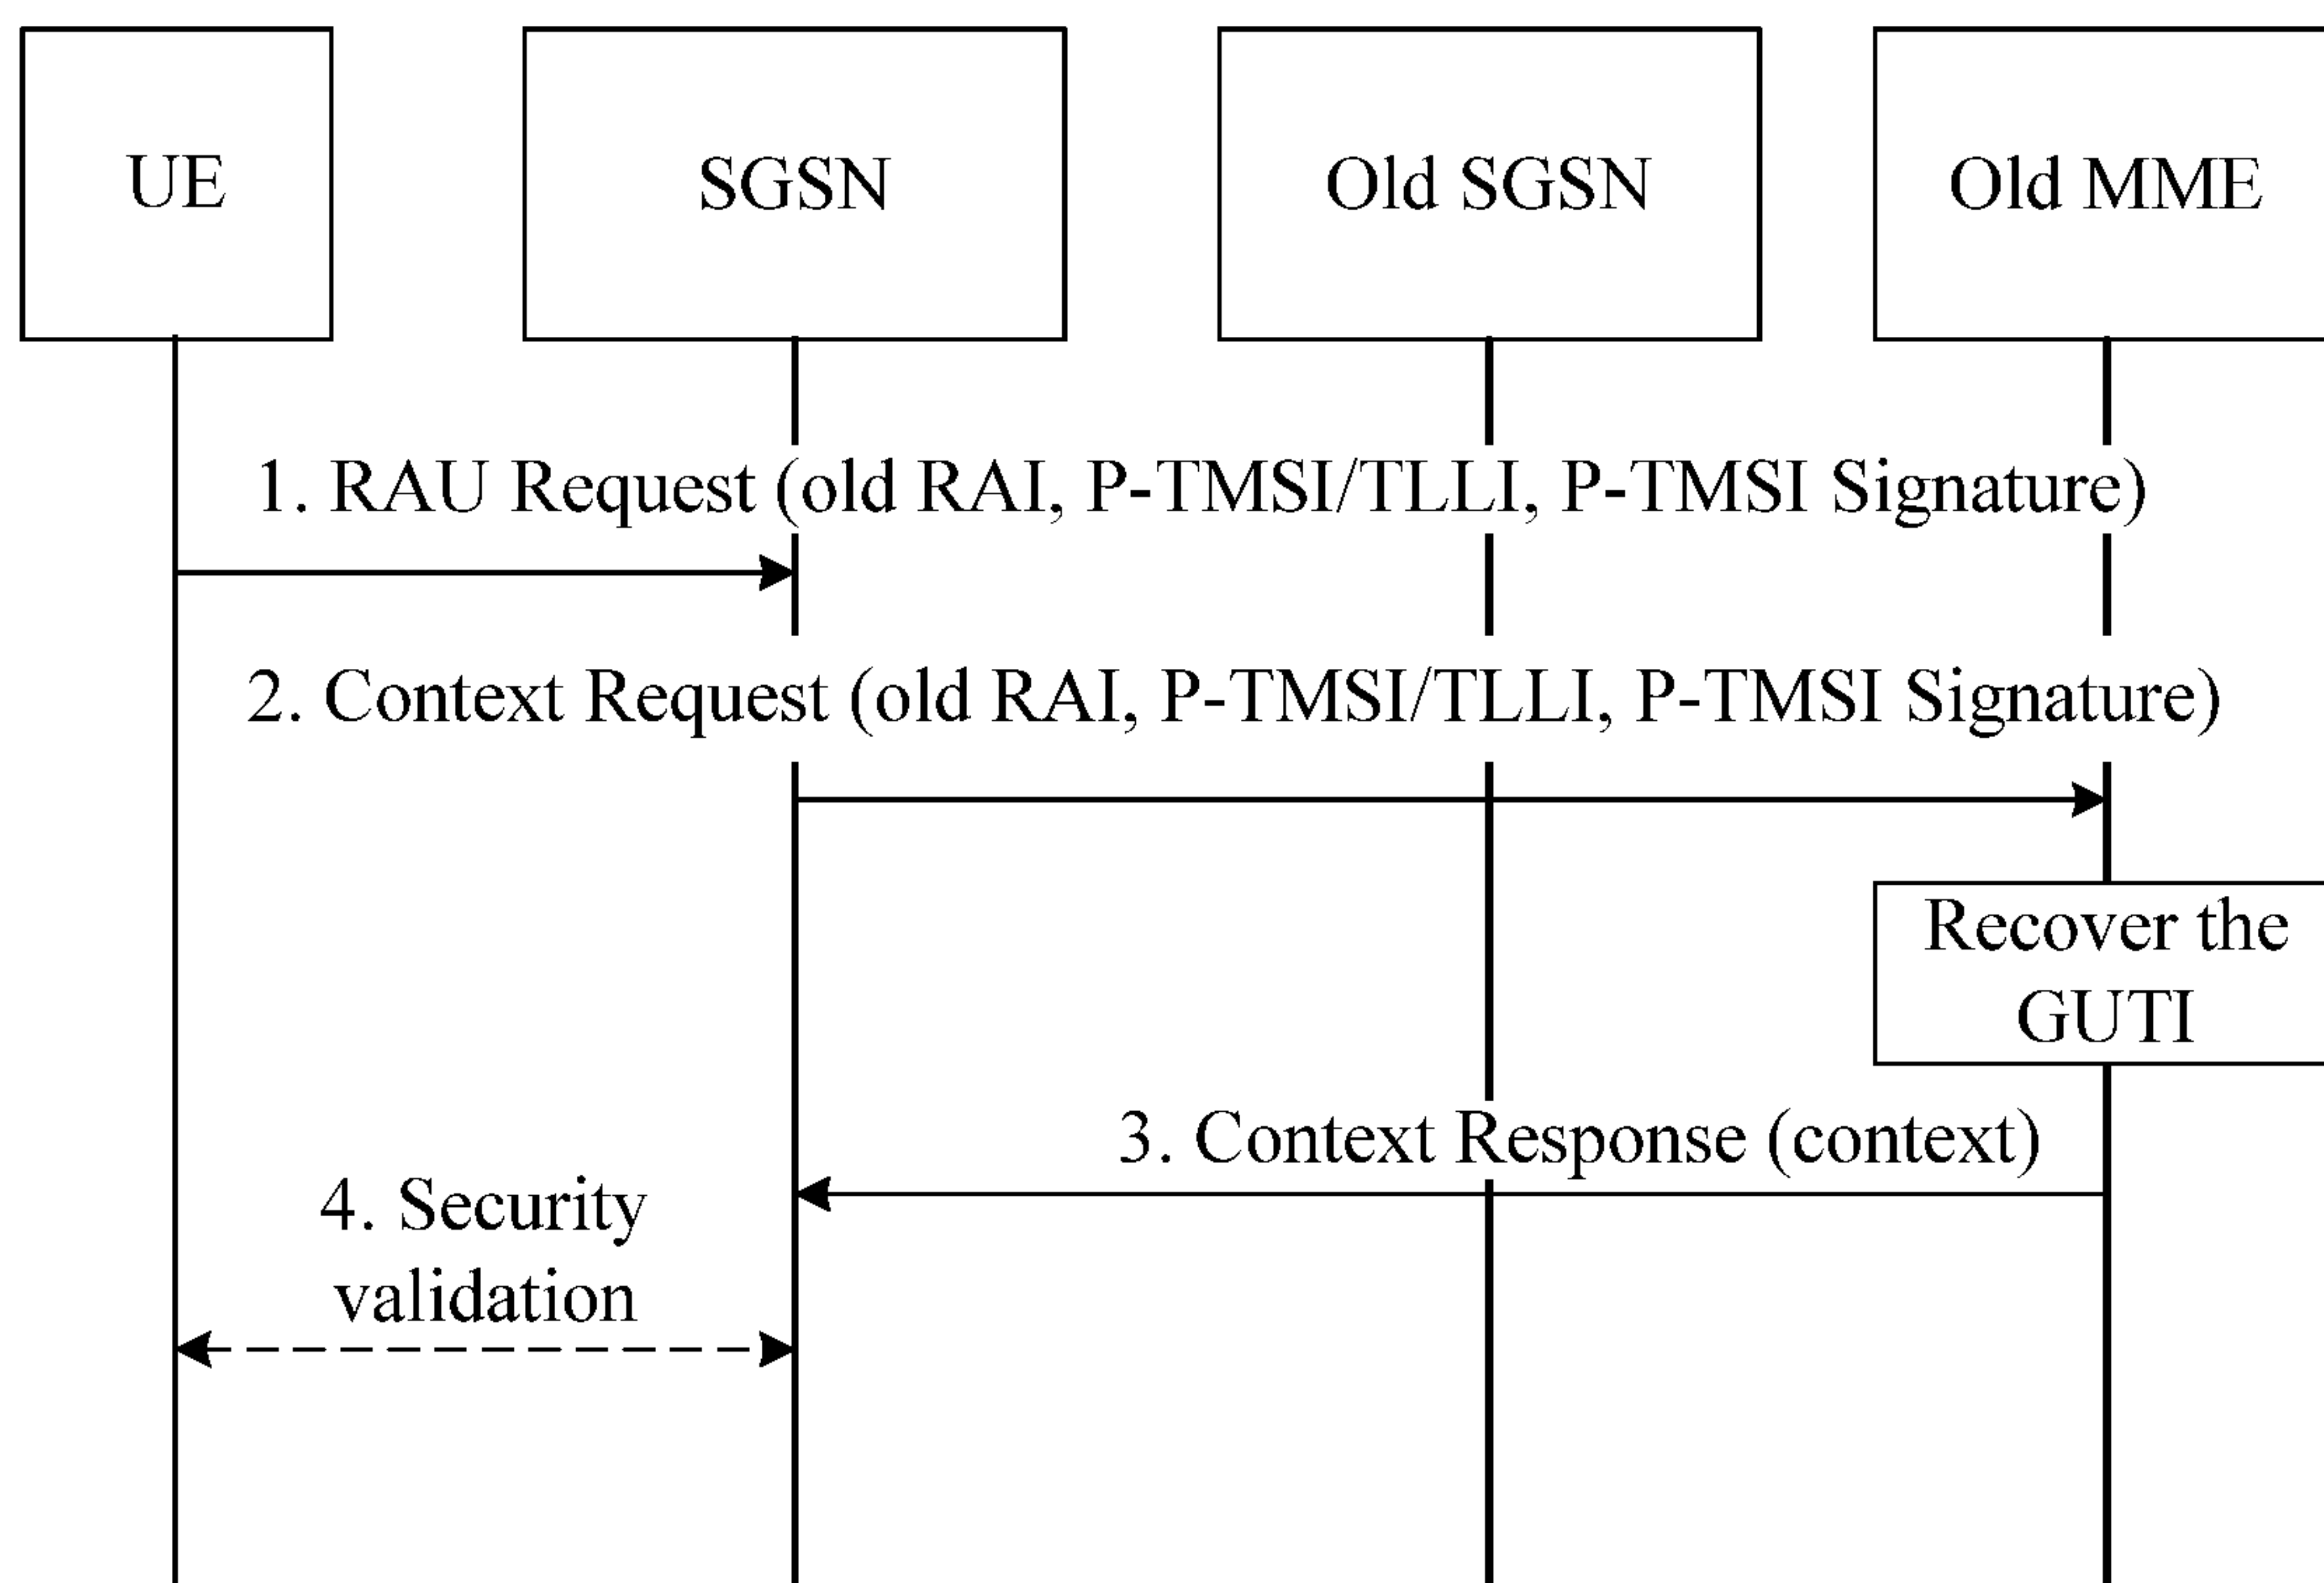 UE
SGSN
Old SGSN
Old MME
1. RAU Request (old RAI, P-TMSI/TLLI, P-TMSI Signature)
2. Context Request (old RAI, P-TMSI/TLLI, P-TMSI Signature)
Recover the
GUTI
3. Context Response (context)
4. Security
validation